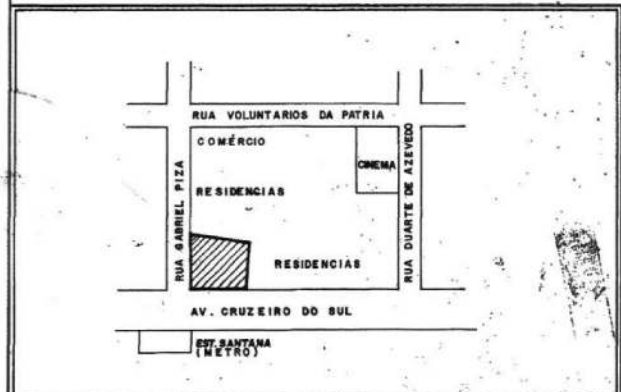 RUA VOLUNTARIOS DA PATRIA
COMÉRCIO
CINEMA
RUA GABRIEL PIZA
RESIDENCIAS
RUA DUARTE DE AZEVEDO
RESIDENCIAS
AV. CRUZEIRO DO SUL
EST. SANTANA
(METRO)